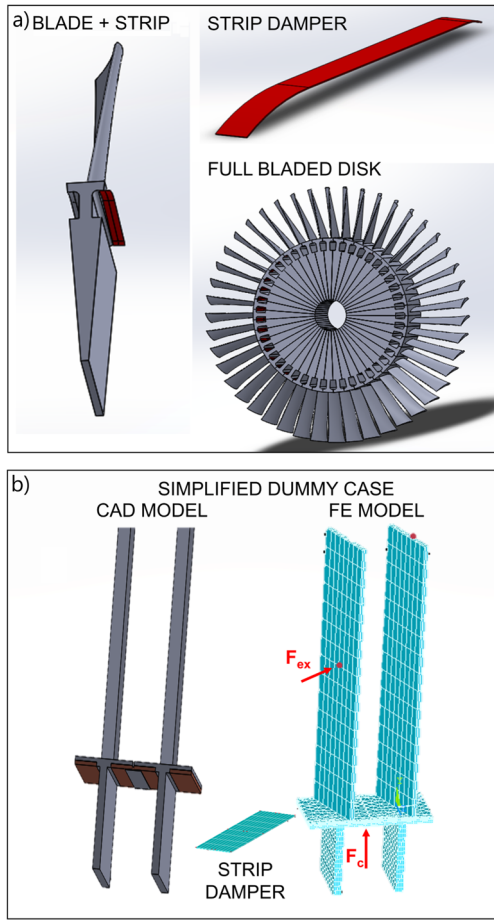 a)
BLADE + STRIP
STRIP DAMPER
FULL BLADED DISK
b)
SIMPLIFIED DUMMY CASE
CAD MODEL
FE MODEL
Fex
Fc
STRIP
DAMPER